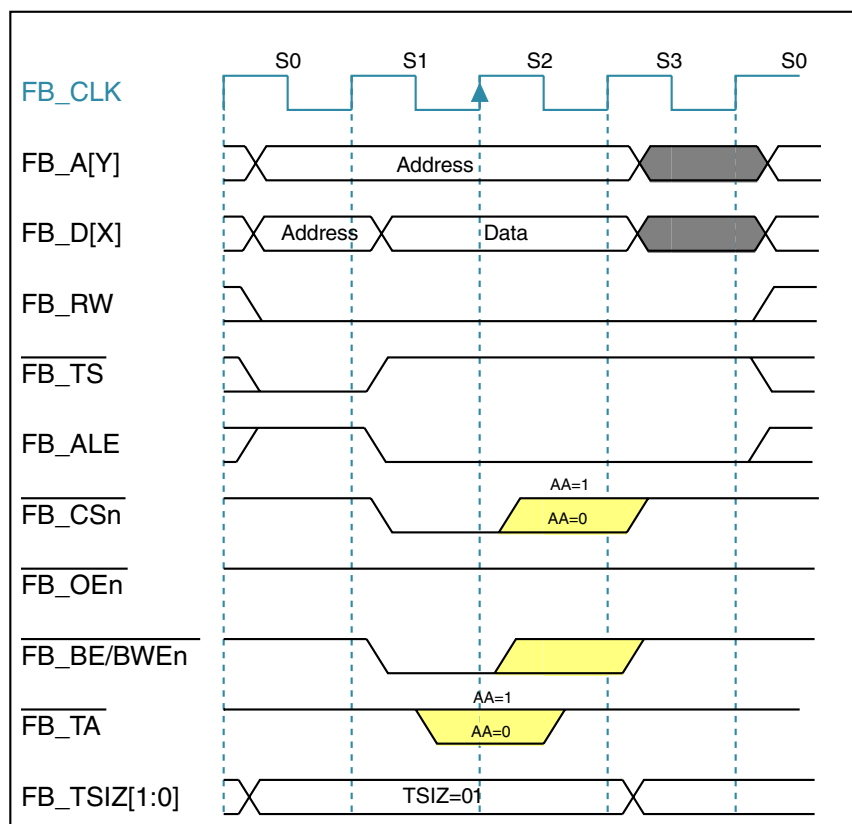 S0 S1 S2 S3 S0
FB_CLK
FB_A[Y] Address
FB_D[X] Address Data
FB_RW
FB_TS
FB_ALE
AA=1
FB_CSn AA=0
FB_OEn
FB_BE/BWEn
AA=1
FB_TA AA=0
FB_TSIZ[1:0] TSIZ=01